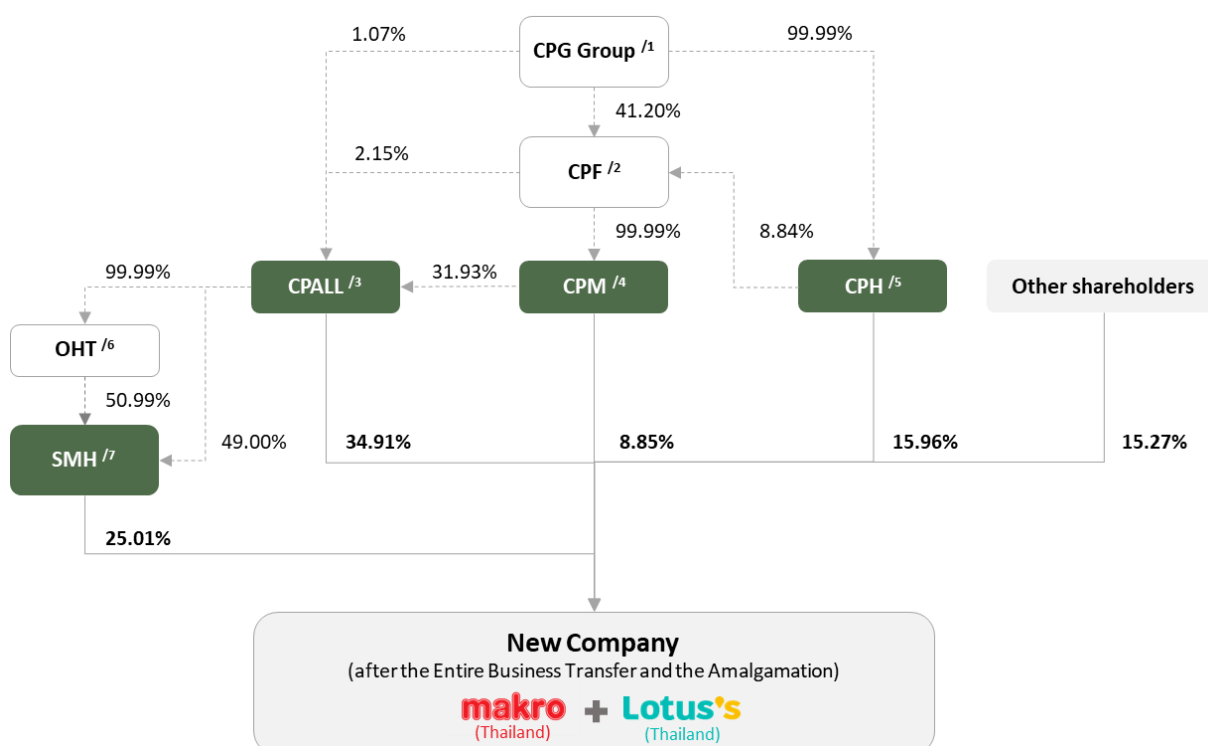 1.07%
CPG Group /1
99.99%
41.20%
2.15%
CPF /2
99.99%
8.84%
99.99%
CPALL /3
31.93%
CPM /4
CPH /5
Other shareholders
OHT /6
50.99%
SMH /7
49.00%
34.91%
8.85%
15.96%
15.27%
25.01%
New Company
(after the Entire Business Transfer and the Amalgamation)
makro + Lotus's
(Thailand) (Thailand)